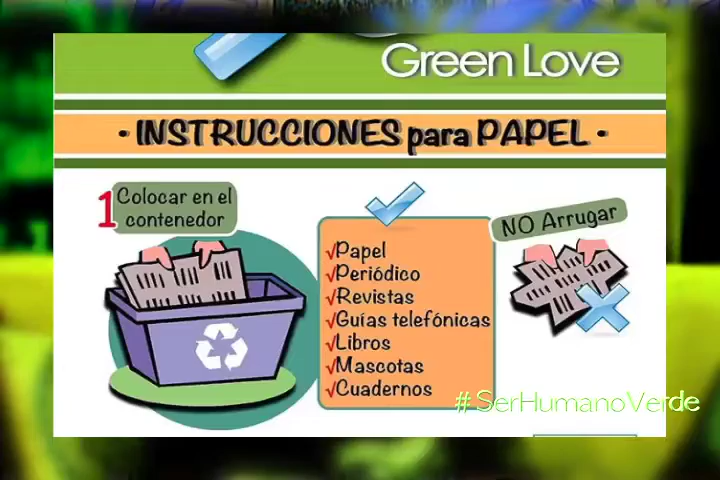 Green Love
· INSTRUCCIONES para PAPEL ·
1 Colocar en el
contenedor
√Papel
√Periódico
√Revistas
√Guías telefónicas
√Libros
√Mascotas
√Cuadernos
NO Arrugar
# SerHumanoVerde